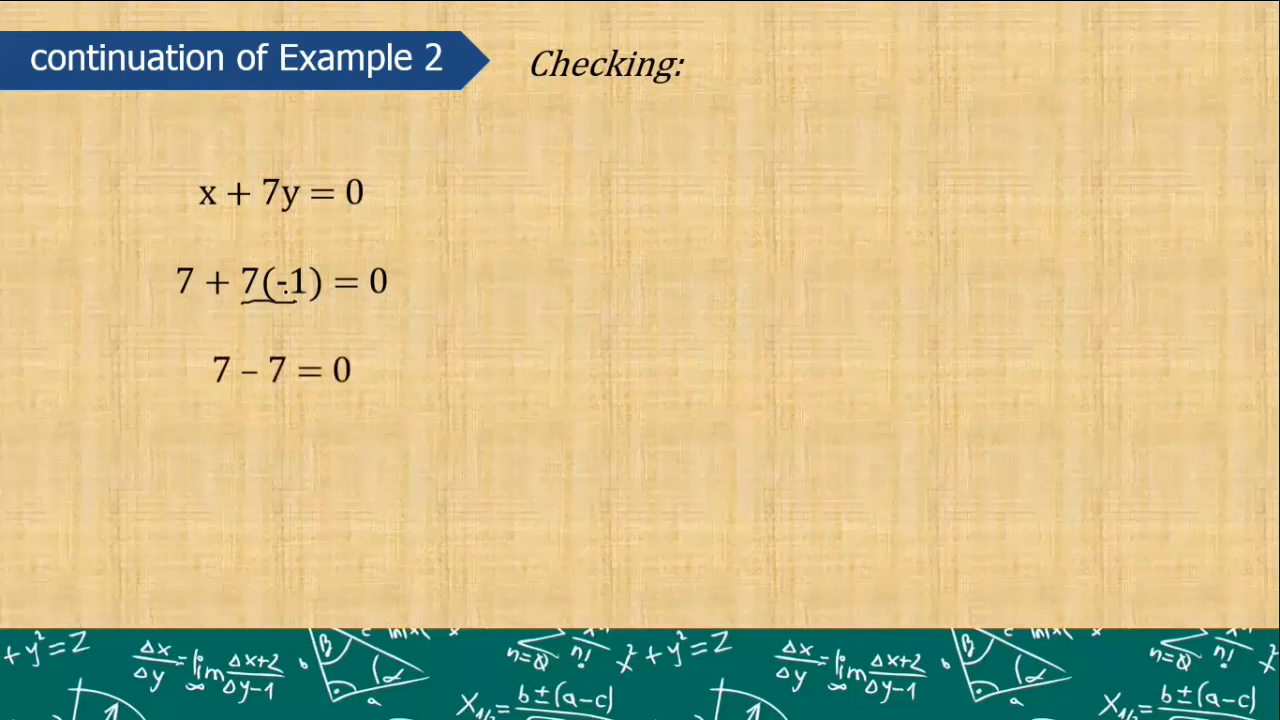 continuation of Example 2
Checking:
x + 7y = 0
7 + 7(-1) = 0
7 – 7 = 0